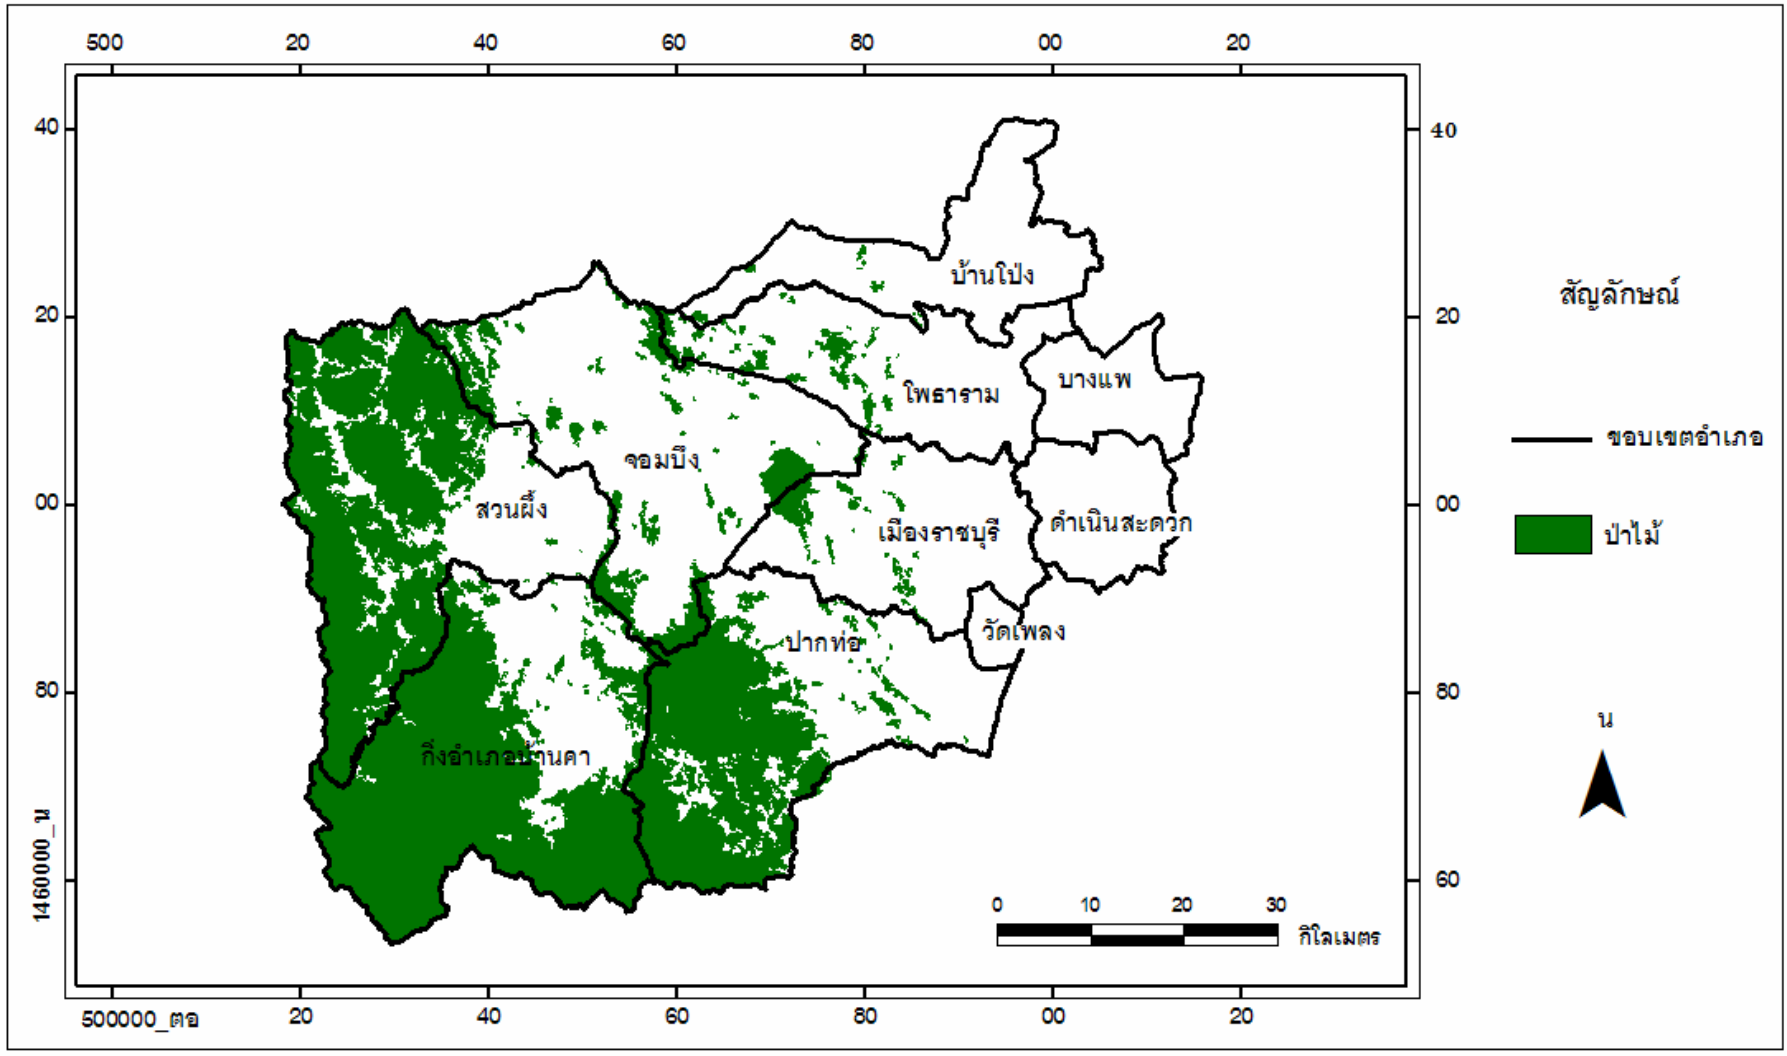 500 20 40 60 80 00 20
40 40
บ้านโป่ง
สัญลักษณ์
20 20
บางแพ
โพธาราม
ขอบเขตอำเภอ
จอมบึง
00 00
สวนผึ้ง
ดำเนินสะดวก
เมืองราชบุรี
ป่าไม้
วัดเพลง
ปากท่อ
80 80
น
กิ่งอำเภอบ้านคา
1460000_น
60
0 10 20 30
กิโลเมตร
500000_ตอ 20 40 60 80 00 20